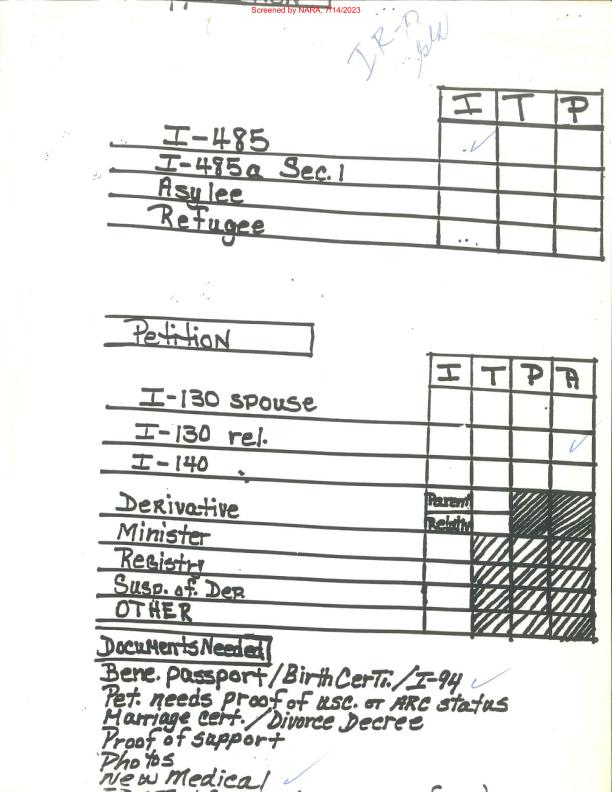 Screened by NARA, 7/14/2023
IR-
I T P
I-485
I-485a Sec.1
Asylee
Refugee
Petition
I T P A
I-130 spouse
I-130 rel.
I-140
Derivative Parent
Relativ
Minister
Registry
Susp. of Dep.
OTHER
Documents Needed
Bene. passport/Birth Certi./I-94
Pet. needs proof of usc. or ARC status
Marriage cert./Divorce Decree
Proof of support
Photos
New Medical